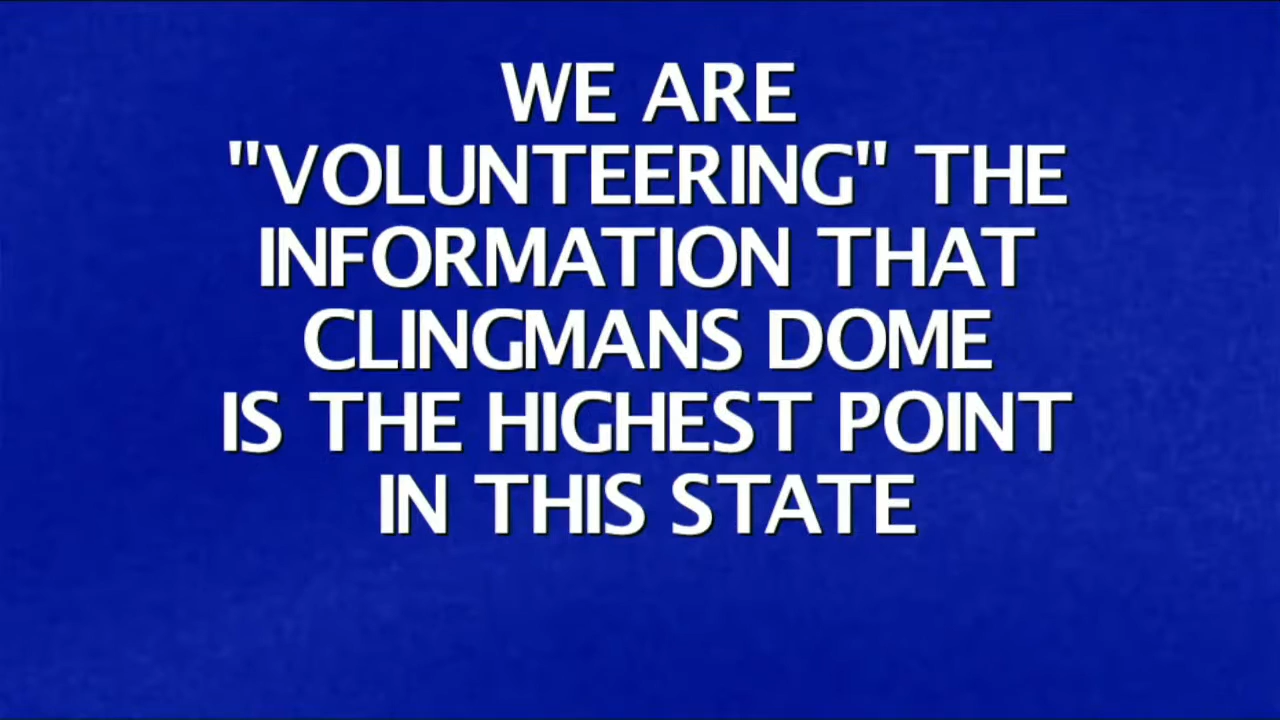 WE ARE
"VOLUNTEERING" THE
INFORMATION THAT
CLINGMANS DOME
IS THE HIGHEST POINT
IN THIS STATE